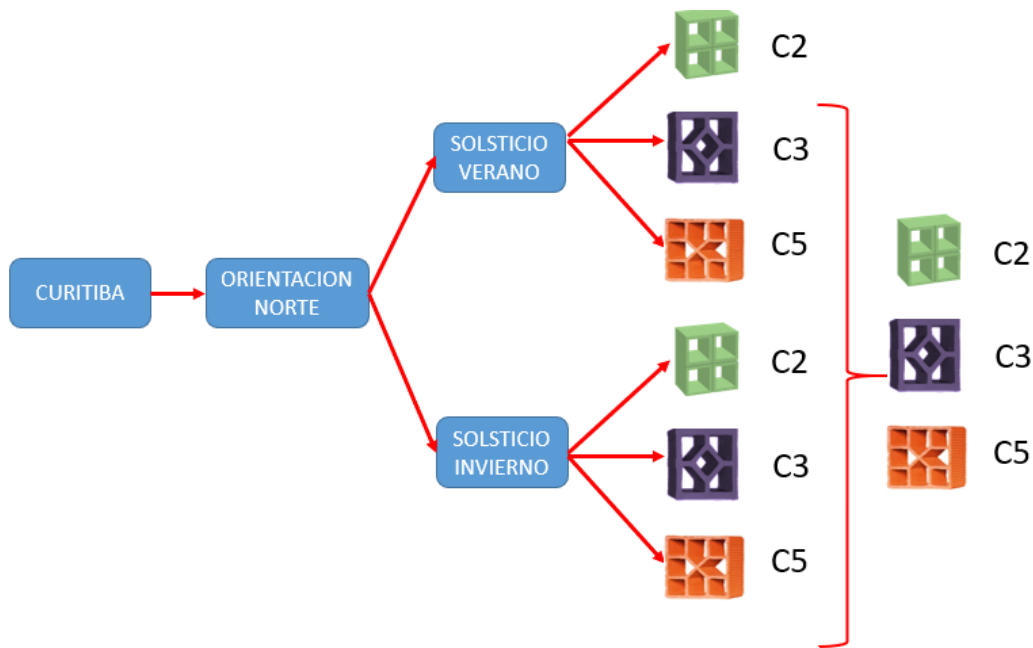 CURITIBA
ORIENTACION
NORTE
SOLSTICIO
VERANO
C2
C3
C5
SOLSTICIO
INVIERNO
C2
C3
C5
C2
C3
C5